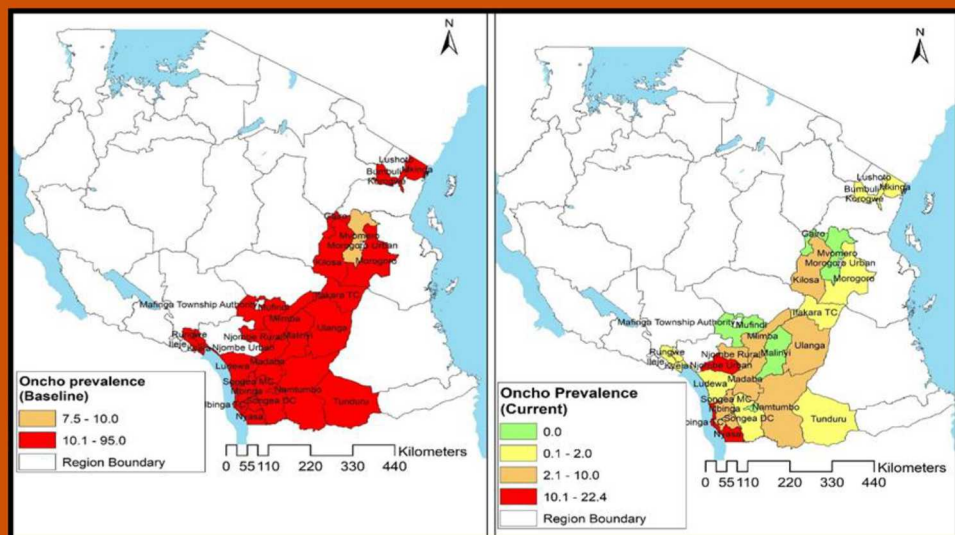 N
Lushoto
Bumbuli Mkinga
Korogwe
Gairo
Mvomero
Morogoro Urban
Kilosa Morogoro
Ifakara TC
Mafinga Township Authority Mufindi
Mlimba
Ulanga
Rungwe
Ileje Kyela
Njombe Rural Malinyi
Njombe Urban
Ludewa Madaba
Songea MC
Mbinga Namtumbo
Songea DC
Nyasa
Tunduru
Oncho prevalence
(Baseline)
7.5 - 10.0
10.1 - 95.0
Region Boundary
Kilometers
0 55 110 220 330 440
N
Lushoto
Bumbuli Mkinga
Korogwe
Gairo
Mvomero
Morogoro Urban
Kilosa Morogoro
Ifakara TC
Mafinga Township Authority Mufindi
Mlimba
Ulanga
Rungwe
Ileje Kyela
Njombe Rural Malinyi
Njombe Urban
Ludewa Madaba
Songea MC
Mbinga Namtumbo
Songea DC
Nyasa
Tunduru
Oncho Prevalence
(Current)
0.0
0.1 - 2.0
2.1 - 10.0
10.1 - 22.4
Region Boundary
Kilometers
0 55 110 220 330 440